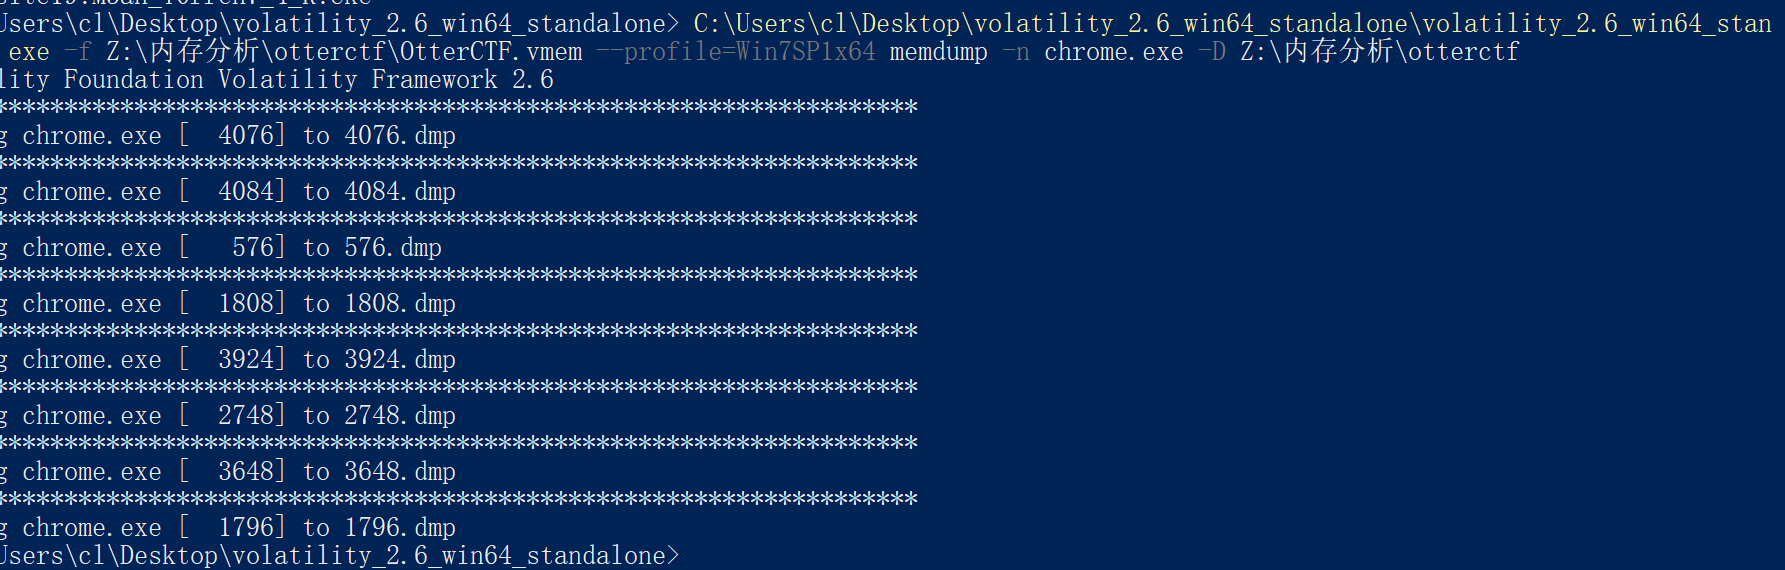 Users\cl\Desktop\volatility_2.6_win64_standalone> C:\Users\cl\Desktop\volatility_2.6_win64_standalone\volatility_2.6_win64_stan
exe -f Z:\内存分析\otterctf\OtterCTF.vmem --profile=Win7SP1x64 memdump -n chrome.exe -D Z:\内存分析\otterctf
lity Foundation Volatility Framework 2.6
******************************************************************
g chrome.exe [  4076] to 4076.dmp
******************************************************************
g chrome.exe [  4084] to 4084.dmp
******************************************************************
g chrome.exe [   576] to 576.dmp
******************************************************************
g chrome.exe [  1808] to 1808.dmp
******************************************************************
g chrome.exe [  3924] to 3924.dmp
******************************************************************
g chrome.exe [  2748] to 2748.dmp
******************************************************************
g chrome.exe [  3648] to 3648.dmp
******************************************************************
g chrome.exe [  1796] to 1796.dmp
Users\cl\Desktop\volatility_2.6_win64_standalone>